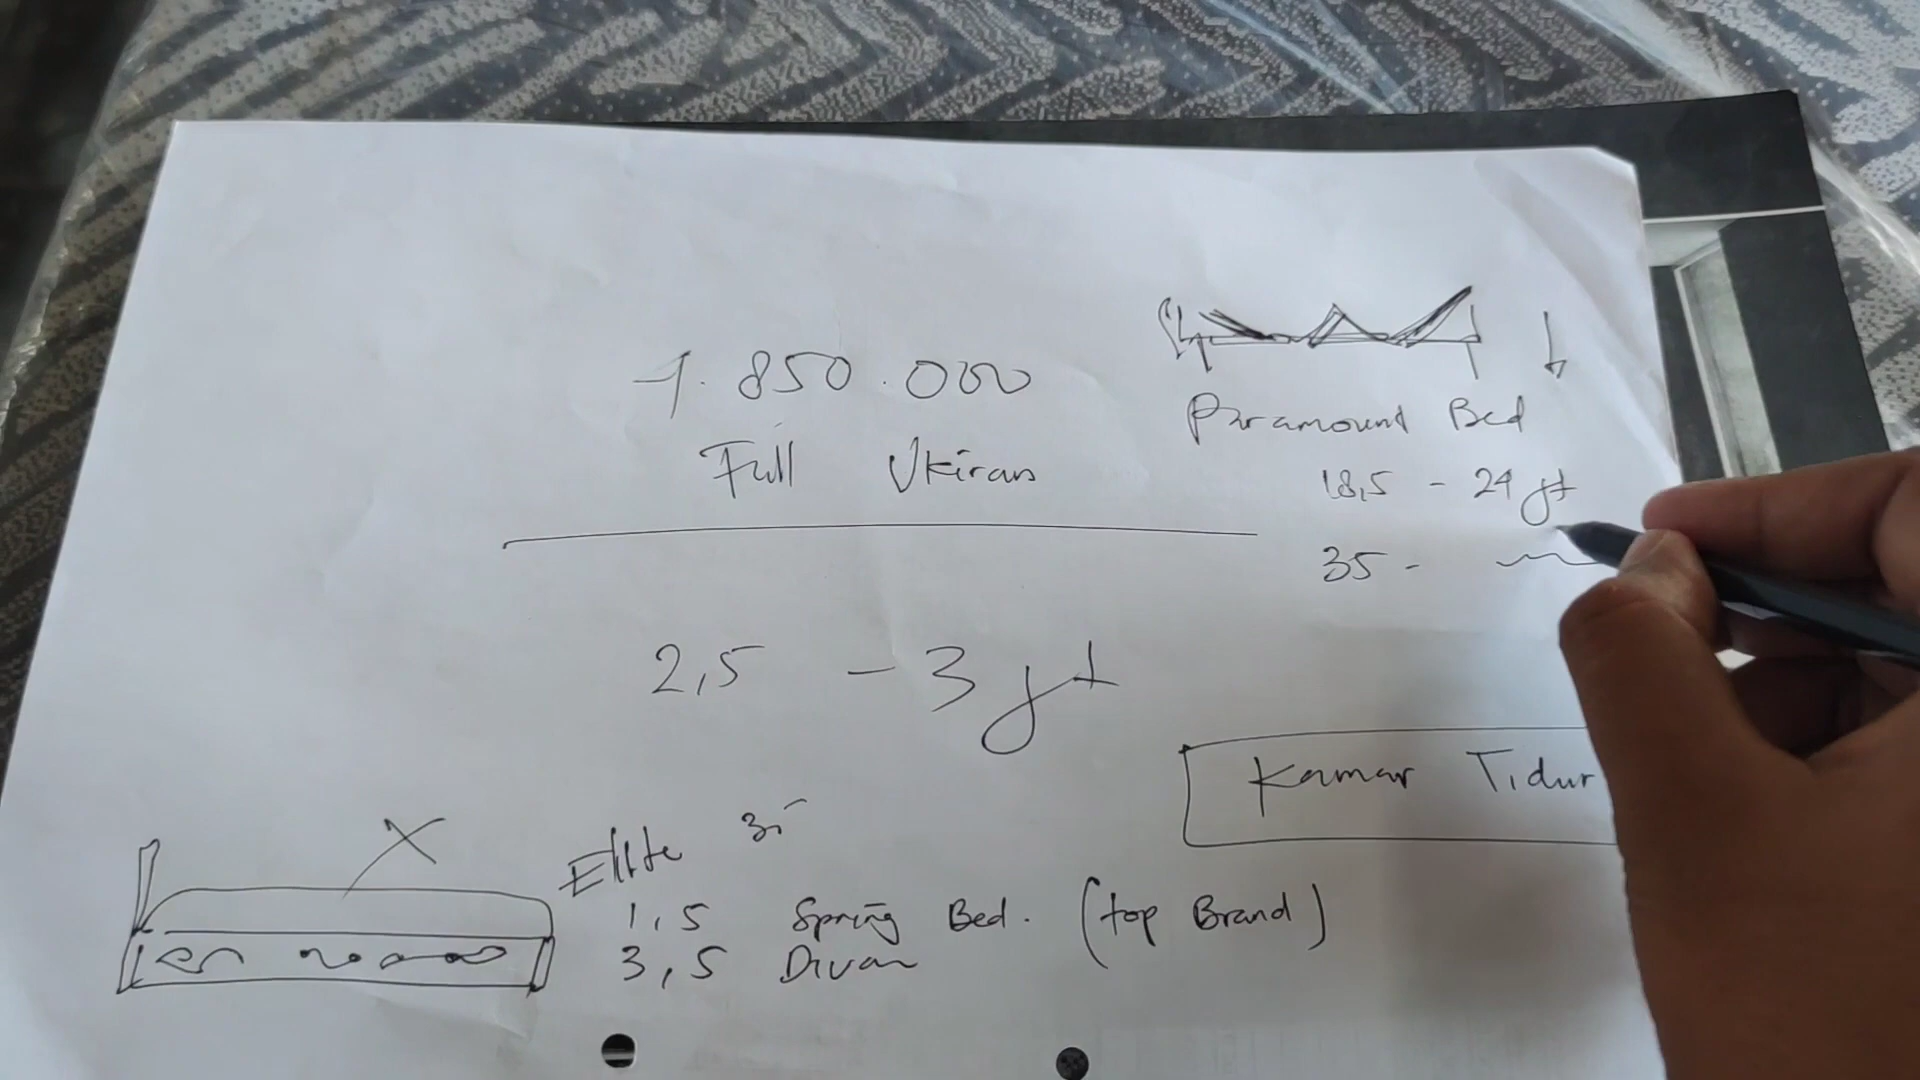 1.850.000
Full Ukiran
Paramount Bed
18,5 - 24 jt
35 -
2,5 - 3 jt
Kamar Tidur
Elite
1,5 Spring Bed. (top Brand)
3,5 Divan